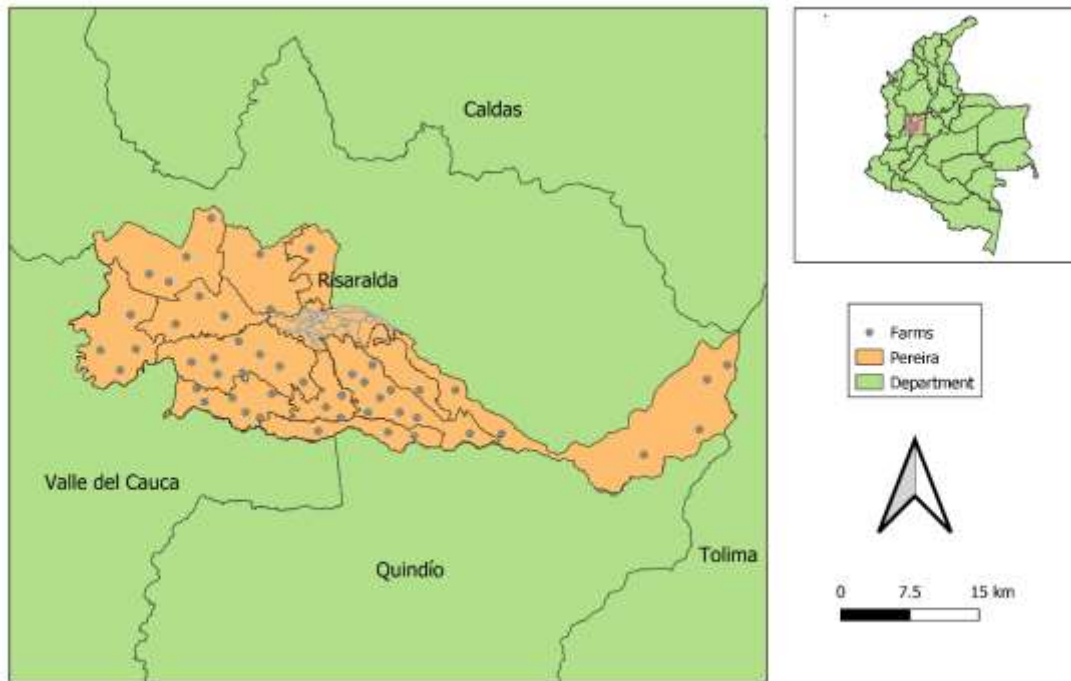 Caldas
Risaralda
Valle del Cauca
Quindío
Tolima
Farms
Pereira
Department
0 7.5 15 km